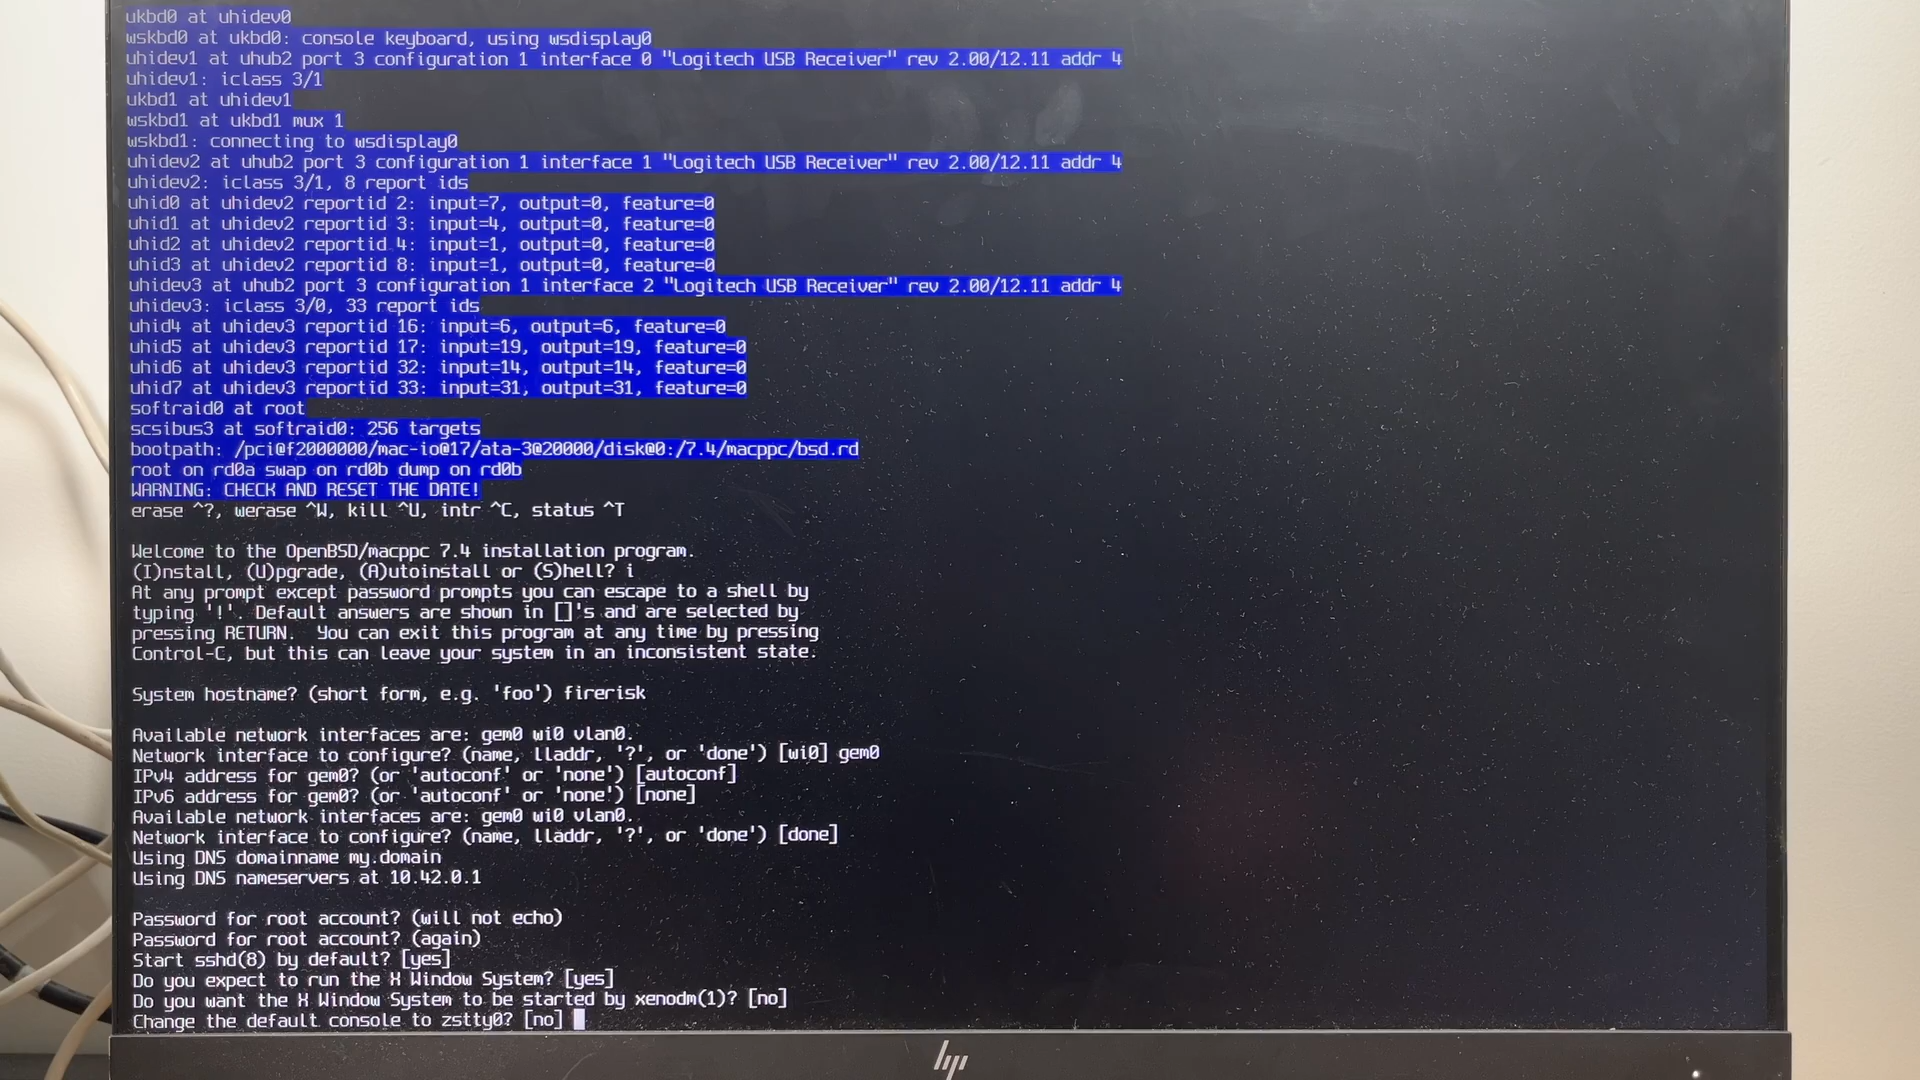 ukbd0 at uhidev0
wskbd0 at ukbd0: console keyboard, using wsdisplay0
uhidev1 at uhub2 port 3 configuration 1 interface 0 "Logitech USB Receiver" rev 2.00/12.11 addr 4
uhidev1: iclass 3/1
ukbd1 at uhidev1
wskbd1 at ukbd1 mux 1
wskbd1: connecting to wsdisplay0
uhidev2 at uhub2 port 3 configuration 1 interface 1 "Logitech USB Receiver" rev 2.00/12.11 addr 4
uhidev2: iclass 3/1, 8 report ids
uhid0 at uhidev2 reportid 2: input=7, output=0, feature=0
uhid1 at uhidev2 reportid 3: input=4, output=0, feature=0
uhid2 at uhidev2 reportid 4: input=1, output=0, feature=0
uhid3 at uhidev2 reportid 8: input=1, output=0, feature=0
uhidev3 at uhub2 port 3 configuration 1 interface 2 "Logitech USB Receiver" rev 2.00/12.11 addr 4
uhidev3: iclass 3/0, 33 report ids
uhid4 at uhidev3 reportid 16: input=6, output=6, feature=0
uhid5 at uhidev3 reportid 17: input=19, output=19, feature=0
uhid6 at uhidev3 reportid 32: input=14, output=14, feature=0
uhid7 at uhidev3 reportid 33: input=31, output=31, feature=0
softraid0 at root
scsibus3 at softraid0: 256 targets
bootpath: /pci@f2000000/mac-io@17/ata-3@20000/disk@0:/7.4/macppc/bsd.rd
root on rd0a swap on rd0b dump on rd0b
WARNING: CHECK AND RESET THE DATE!
erase ^?, werase ^W, kill ^U, intr ^C, status ^T
Welcome to the OpenBSD/macppc 7.4 installation program.
(I)nstall, (U)pgrade, (A)utoinstall or (S)hell? i
At any prompt except password prompts you can escape to a shell by
typing '!'. Default answers are shown in []'s and are selected by
pressing RETURN.  You can exit this program at any time by pressing
Control-C, but this can leave your system in an inconsistent state.
System hostname? (short form, e.g. 'foo') firerisk
Available network interfaces are: gem0 wi0 vlan0.
Network interface to configure? (name, lladdr, '?', or 'done') [wi0] gem0
IPv4 address for gem0? (or 'autoconf' or 'none') [autoconf]
IPv6 address for gem0? (or 'autoconf' or 'none') [none]
Available network interfaces are: gem0 wi0 vlan0.
Network interface to configure? (name, lladdr, '?', or 'done') [done]
Using DNS domainname my.domain
Using DNS nameservers at 10.42.0.1
Password for root account? (will not echo)
Password for root account? (again)
Start sshd(8) by default? [yes]
Do you expect to run the X Window System? [yes]
Do you want the X Window System to be started by xenodm(1)? [no]
Change the default console to zstty0? [no]
hp